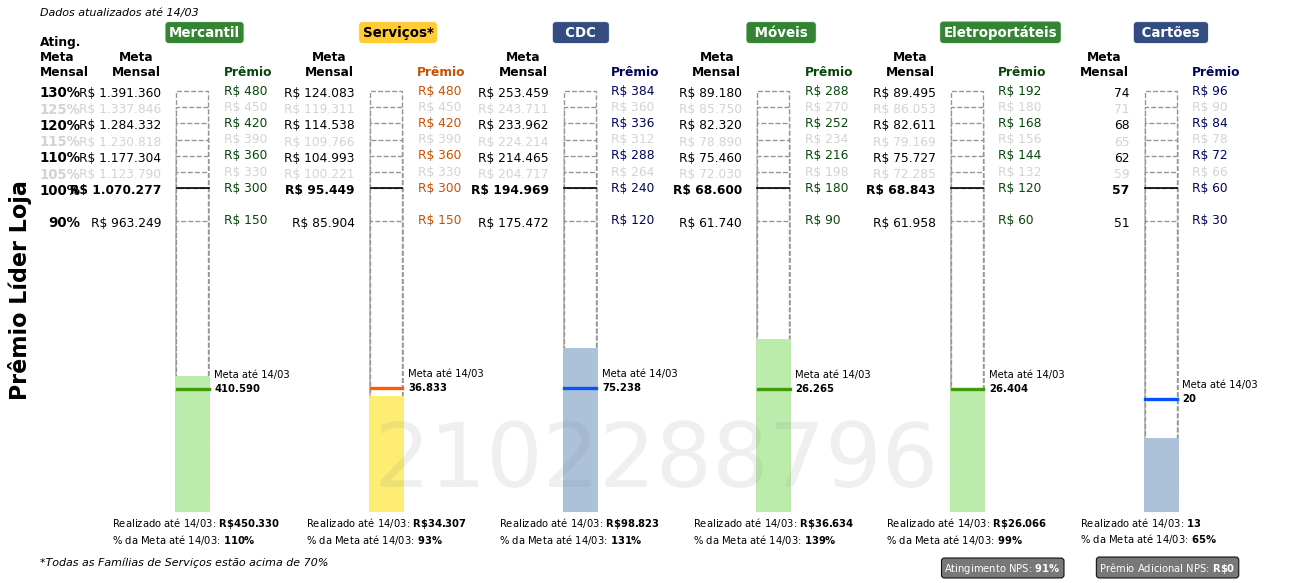 Dados atualizados até 14/03
Mercantil Serviços* CDC Móveis Eletroportáteis Cartões
Ating.
Meta Meta Meta Meta Meta Meta Meta
Mensal Mensal Prêmio Mensal Prêmio Mensal Prêmio Mensal Prêmio Mensal Prêmio Mensal Prêmio
130% R$ 1.391.360 R$ 480 R$ 124.083 R$ 480 R$ 253.459 R$ 384 R$ 89.180 R$ 288 R$ 89.495 R$ 192 74 R$ 96
125% R$ 1.337.846 R$ 450 R$ 119.311 R$ 450 R$ 243.711 R$ 360 R$ 85.750 R$ 270 R$ 86.053 R$ 180 71 R$ 90
120% R$ 1.284.332 R$ 420 R$ 114.538 R$ 420 R$ 233.962 R$ 336 R$ 82.320 R$ 252 R$ 82.611 R$ 168 68 R$ 84
115% R$ 1.230.818 R$ 390 R$ 109.766 R$ 390 R$ 224.214 R$ 312 R$ 78.890 R$ 234 R$ 79.169 R$ 156 65 R$ 78
110% R$ 1.177.304 R$ 360 R$ 104.993 R$ 360 R$ 214.465 R$ 288 R$ 75.460 R$ 216 R$ 75.727 R$ 144 62 R$ 72
105% R$ 1.123.790 R$ 330 R$ 100.221 R$ 330 R$ 204.717 R$ 264 R$ 72.030 R$ 198 R$ 72.285 R$ 132 59 R$ 66
100% R$ 1.070.277 R$ 300 R$ 95.449 R$ 300 R$ 194.969 R$ 240 R$ 68.600 R$ 180 R$ 68.843 R$ 120 57 R$ 60
90% R$ 963.249 R$ 150 R$ 85.904 R$ 150 R$ 175.472 R$ 120 R$ 61.740 R$ 90 R$ 61.958 R$ 60 51 R$ 30
Prêmio Líder Loja
Meta até 14/03 Meta até 14/03 Meta até 14/03 Meta até 14/03 Meta até 14/03 Meta até 14/03
410.590 36.833 75.238 26.265 26.404 20
2102288796
Realizado até 14/03: R$450.330 Realizado até 14/03: R$34.307 Realizado até 14/03: R$98.823 Realizado até 14/03: R$36.634 Realizado até 14/03: R$26.066 Realizado até 14/03: 13
% da Meta até 14/03: 110% % da Meta até 14/03: 93% % da Meta até 14/03: 131% % da Meta até 14/03: 139% % da Meta até 14/03: 99% % da Meta até 14/03: 65%
*Todas as Famílias de Serviços estão acima de 70% Atingimento NPS: 91% Prêmio Adicional NPS: R$0